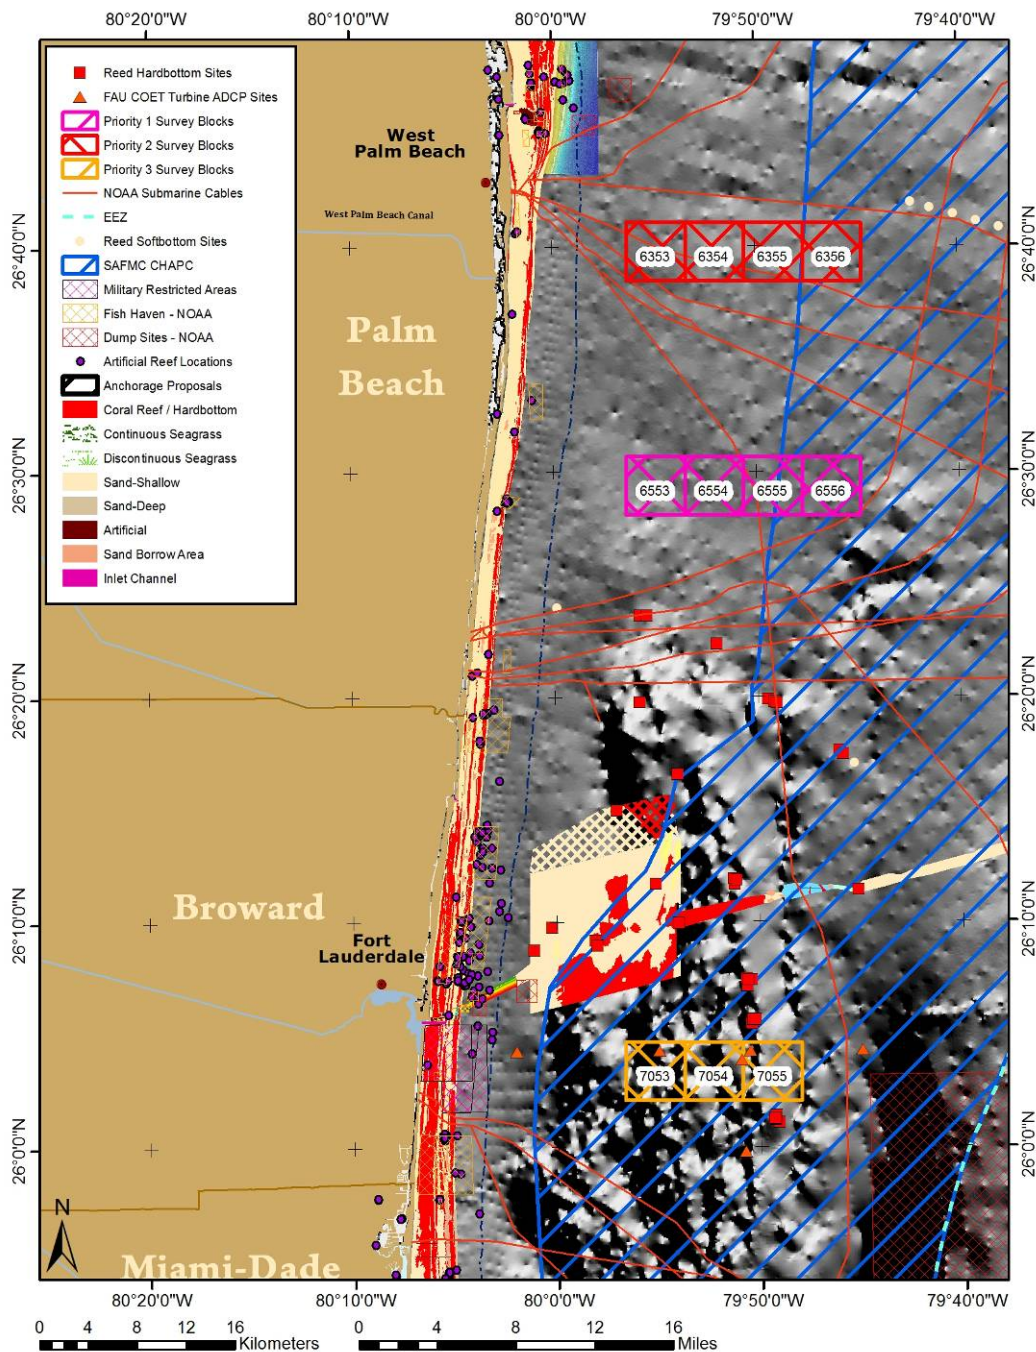 80°20'0"W 80°10'0"W 80°0'0"W 79°50'0"W 79°40'0"W
Reed Hardbottom Sites
FAU COET Turbine ADCP Sites
Priority 1 Survey Blocks
Priority 2 Survey Blocks
Priority 3 Survey Blocks
NOAA Submarine Cables
EEZ
Reed Softbottom Sites
SAFMC CHAPC
Military Restricted Areas
Fish Haven - NOAA
Dump Sites - NOAA
Artificial Reef Locations
Anchorage Proposals
Coral Reef / Hardbottom
Continuous Seagrass
Discontinuous Seagrass
Sand-Shallow
Sand-Deep
Artificial
Sand Borrow Area
Inlet Channel
West
Palm Beach
West Palm Beach Canal
Palm
Beach
26°40'0"N
26°40'0"N
6353 6354 6355 6356
26°30'0"N
26°30'0"N
6553 6554 6555 6556
26°20'0"N
26°20'0"N
Broward
Fort
Lauderdale
26°10'0"N
26°10'0"N
7053 7054 7055
26°0'0"N
26°0'0"N
N
Miami-Dade
80°20'0"W 80°10'0"W 80°0'0"W 79°50'0"W 79°40'0"W
0 4 8 12 16
Kilometers
0 4 8 12 16
Miles